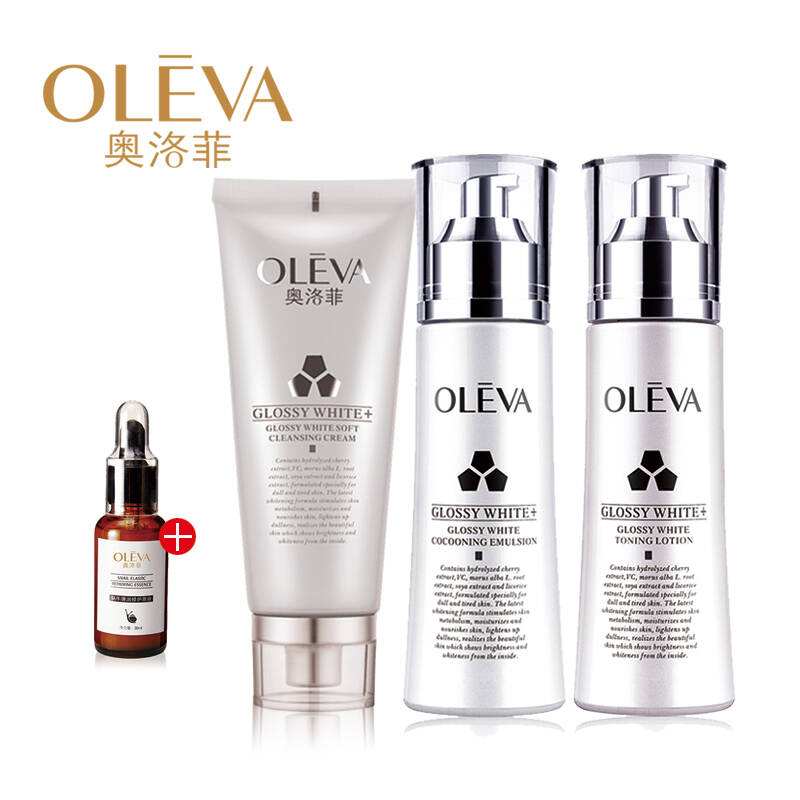 OLĒVA
奥洛菲
OLĒVA
奥洛菲
GLOSSY WHITE+
GLOSSY WHITE SOFT
CLEANSING CREAM
Contains hydrolyzed cherry
extract,VC, morus alba L. root
extract, soya extract and licorice
extract, formulated specially for
dull and tired skin. The latest
whitening formula stimulates skin
metabolism, moisturizes and
nourishes skin, lightens up
dullness, realizes the beautiful
skin which shows brightness and
whiteness from the inside.
OLĒVA
GLOSSY WHITE+
GLOSSY WHITE
COCOONING EMULSION
Contains hydrolyzed cherry
extract,VC, morus alba L. root
extract, soya extract and licorice
extract, formulated specially for
dull and tired skin. The latest
whitening formula stimulates skin
metabolism, moisturizes and
nourishes skin, lightens up
dullness, realizes the beautiful
skin which shows brightness and
whiteness from the inside.
OLĒVA
GLOSSY WHITE+
GLOSSY WHITE
TONING LOTION
Contains hydrolyzed cherry
extract,VC, morus alba L. root
extract, soya extract and licorice
extract, formulated specially for
dull and tired skin. The latest
whitening formula stimulates skin
metabolism, moisturizes and
nourishes skin, lightens up
dullness, realizes the beautiful
skin which shows brightness and
whiteness from the inside.
OLĒVA
奥洛菲
SNAIL ELASTIC
REPAIRING ESSENCE